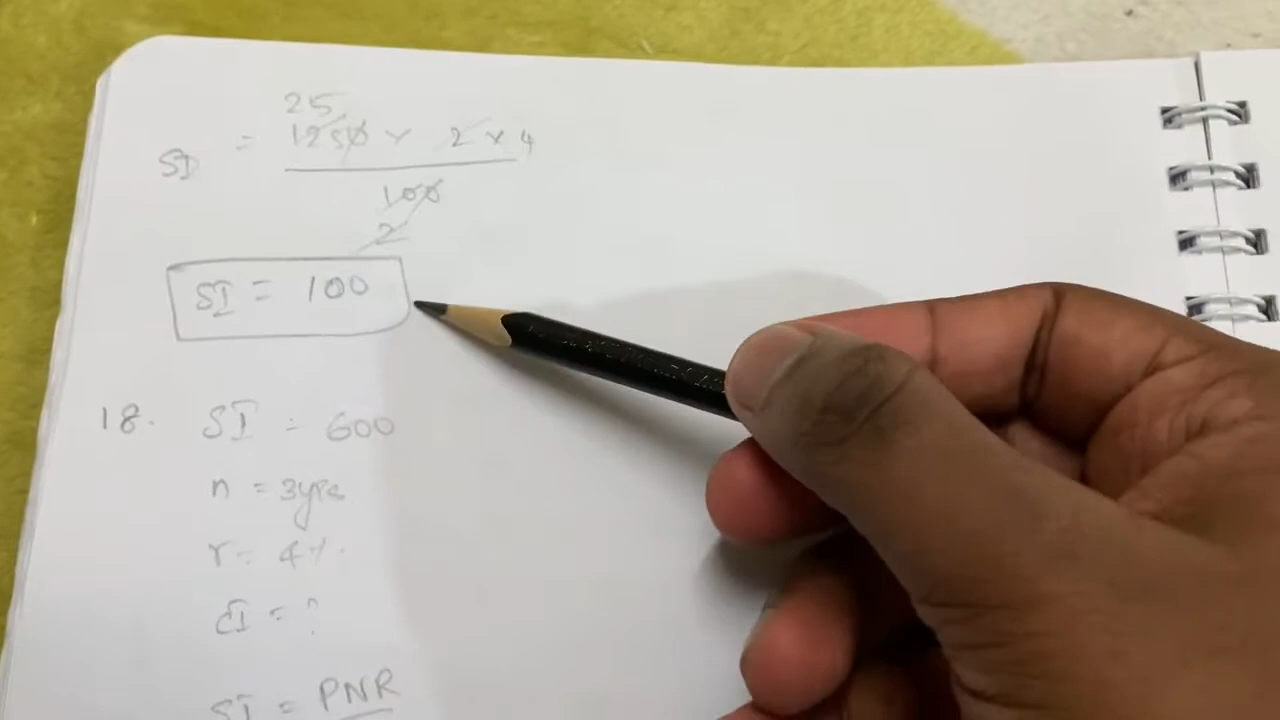 25
SI = 1250 × 2 × 4
100
2
SI = 100
18. SI = 600
n = 3yrs
r = 4%.
CI = ?
SI = PNR